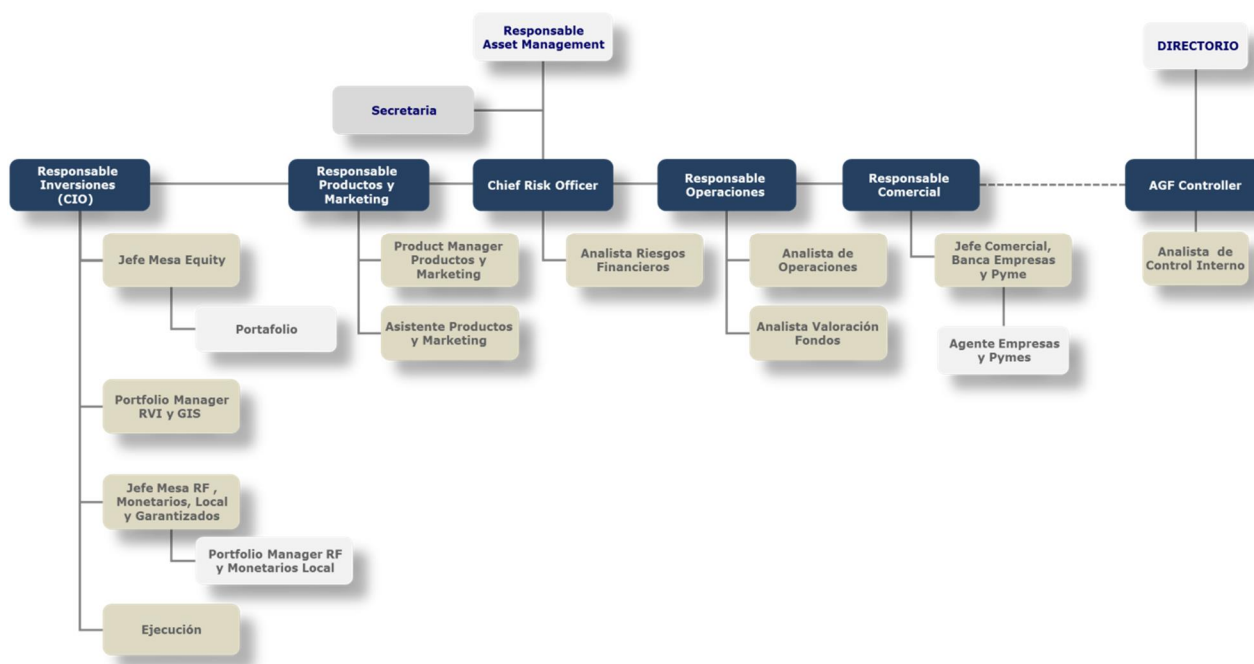 Responsable
Asset Management
DIRECTORIO
Secretaria
Responsable
Inversiones
(CIO)
Responsable
Productos y
Marketing
Chief Risk Officer
Responsable
Operaciones
Responsable
Comercial
AGF Controller
Jefe Mesa Equity
Product Manager
Productos y
Marketing
Analista Riesgos
Financieros
Analista de
Operaciones
Jefe Comercial,
Banca Empresas
y Pyme
Analista de
Control Interno
Portafolio
Asistente Productos
y Marketing
Analista Valoración
Fondos
Agente Empresas
y Pymes
Portfolio Manager
RVI y GIS
Jefe Mesa RF ,
Monetarios, Local
y Garantizados
Portfolio Manager RF
y Monetarios Local
Ejecución